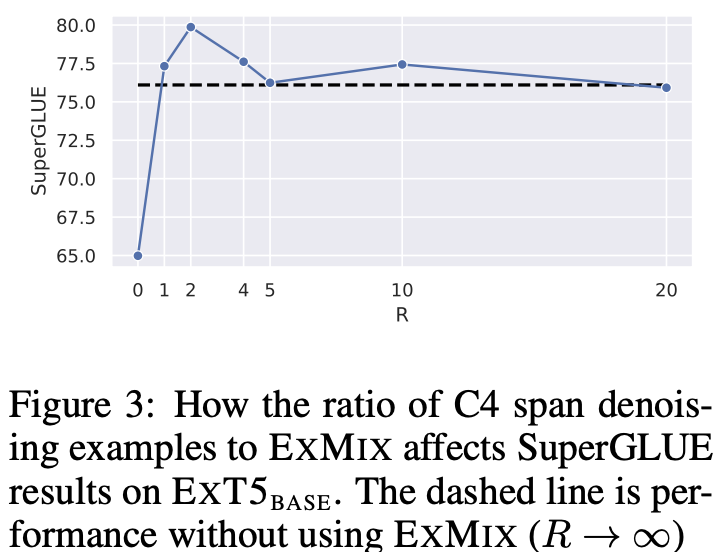 80.0
77.5
75.0
72.5
70.0
67.5
65.0
SuperGLUE
0 1 2 4 5 10 20
R
Figure 3: How the ratio of C4 span denois-
ing examples to EXMIX affects SuperGLUE
results on EXT5BASE. The dashed line is per-
formance without using EXMIX (R → ∞)